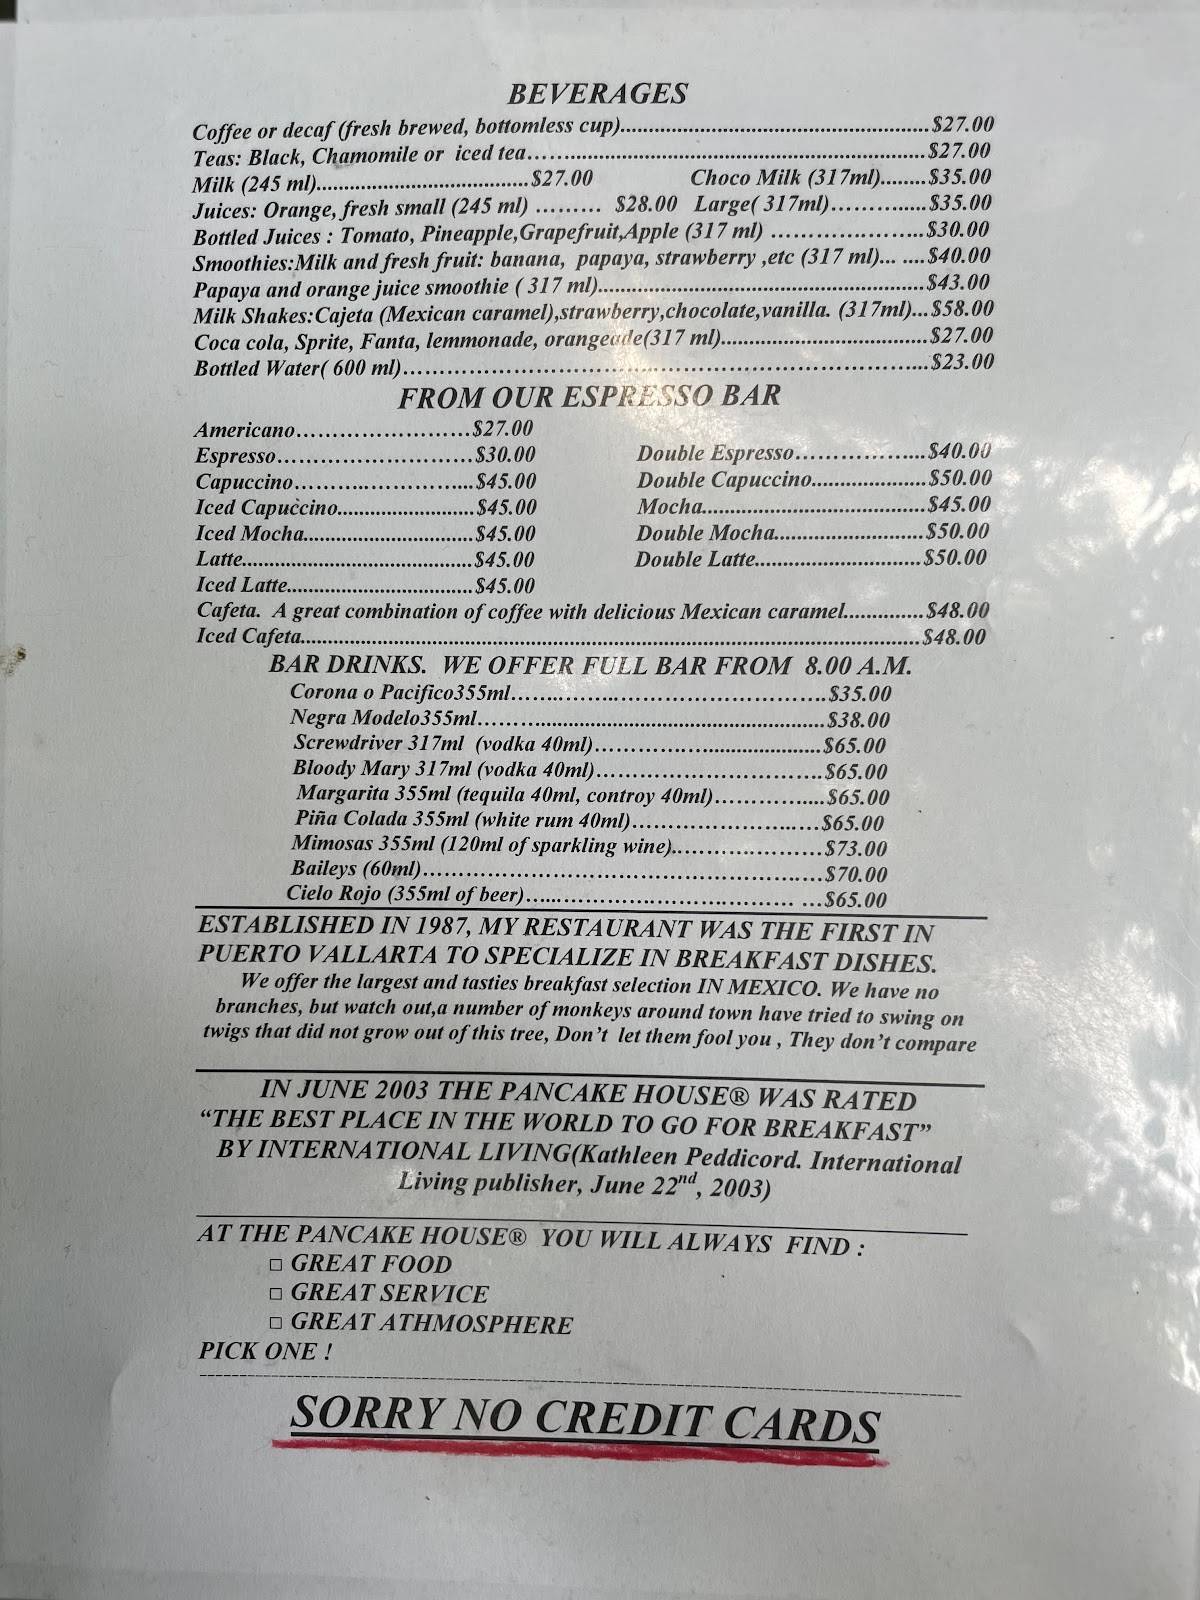 BEVERAGES
Coffee or decaf (fresh brewed, bottomless cup)....................................................$27.00
Teas: Black, Chamomile or iced tea…….............................................................$27.00
Milk (245 ml)....................................$27.00 Choco Milk (317ml)........$35.00
Juices: Orange, fresh small (245 ml) ……… $28.00 Large( 317ml)……….......$35.00
Bottled Juices : Tomato, Pineapple,Grapefruit,Apple (317 ml) …………………...$30.00
Smoothies:Milk and fresh fruit: banana, papaya, strawberry ,etc (317 ml)... ....$40.00
Papaya and orange juice smoothie ( 317 ml).......................................................$43.00
Milk Shakes:Cajeta (Mexican caramel),strawberry,chocolate,vanilla. (317ml)...$58.00
Coca cola, Sprite, Fanta, lemmonade, orangeade(317 ml)...................................$27.00
Bottled Water( 600 ml)…………………………………………………………………...$23.00
FROM OUR ESPRESSO BAR
Americano……………………$27.00
Espresso………………………$30.00 Double Espresso………………...$40.00
Capuccino……...……………...$45.00 Double Capuccino......................$50.00
Iced Capuccino........................$45.00 Mocha.......................................$45.00
Iced Mocha.............................$45.00 Double Mocha..........................$50.00
Latte........................................$45.00 Double Latte.............................$50.00
Iced Latte................................$45.00
Cafeta. A great combination of coffee with delicious Mexican caramel.............$48.00
Iced Cafeta............................................................................................................$48.00
BAR DRINKS. WE OFFER FULL BAR FROM 8.00 A.M.
Corona o Pacifico355ml……..…………………………………….$35.00
Negra Modelo355ml……..................................................$38.00
Screwdriver 317ml (vodka 40ml)……………......................$65.00
Bloody Mary 317ml (vodka 40ml)………………………….$65.00
Margarita 355ml (tequila 40ml, controy 40ml)………….....$65.00
Piña Colada 355ml (white rum 40ml)…………………..….$65.00
Mimosas 355ml (120ml of sparkling wine)..………………...$73.00
Baileys (60ml)……………………………………………...…$70.00
Cielo Rojo (355ml of beer)…...…………………………… …$65.00
ESTABLISHED IN 1987, MY RESTAURANT WAS THE FIRST IN
PUERTO VALLARTA TO SPECIALIZE IN BREAKFAST DISHES.
We offer the largest and tasties breakfast selection IN MEXICO. We have no
branches, but watch out,a number of monkeys around town have tried to swing on
twigs that did not grow out of this tree, Don't let them fool you , They don't compare
IN JUNE 2003 THE PANCAKE HOUSE® WAS RATED
“THE BEST PLACE IN THE WORLD TO GO FOR BREAKFAST”
BY INTERNATIONAL LIVING(Kathleen Peddicord. International
Living publisher, June 22nd, 2003)
AT THE PANCAKE HOUSE® YOU WILL ALWAYS FIND :
□ GREAT FOOD
□ GREAT SERVICE
□ GREAT ATHMOSPHERE
PICK ONE !
SORRY NO CREDIT CARDS